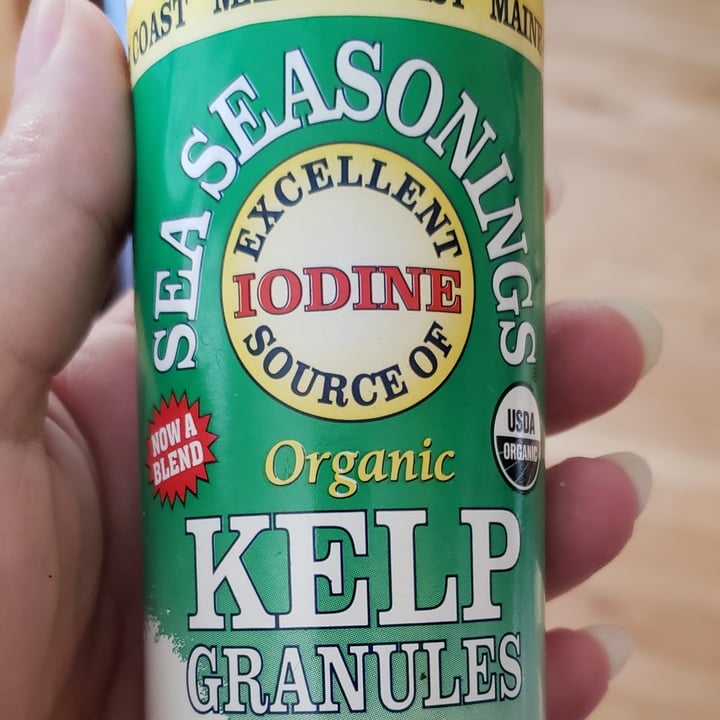 COAST MAINE
SEA SEASONINGS
EXCELLENT
SOURCE OF
IODINE
NOW A
BLEND
USDA
ORGANIC
Organic
KELP
GRANULES